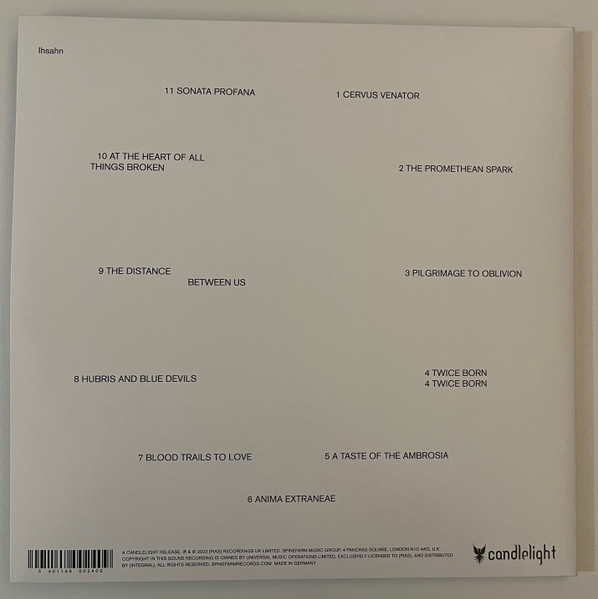 Ihsahn
11 SONATA PROFANA
1 CERVUS VENATOR
10 AT THE HEART OF ALL
THINGS BROKEN
2 THE PROMETHEAN SPARK
9 THE DISTANCE
BETWEEN US
3 PILGRIMAGE TO OBLIVION
8 HUBRIS AND BLUE DEVILS
4 TWICE BORN
4 TWICE BORN
7 BLOOD TRAILS TO LOVE
5 A TASTE OF THE AMBROSIA
6 ANIMA EXTRANEAE
A CANDLELIGHT RELEASE. ℗ & © 2023 [PIAS] RECORDINGS UK LIMITED. SPINEFARM MUSIC GROUP, 4 PANCRAS SQUARE, LONDON N1C 4AG, U.K.
COPYRIGHT IN THIS SOUND RECORDING IS OWNED BY UNIVERSAL MUSIC OPERATIONS LIMITED, EXCLUSIVELY LICENSED TO [PIAS], AND DISTRIBUTED
BY [INTEGRAL]. ALL RIGHTS RESERVED. SPINEFARMRECORDS.COM MADE IN GERMANY
candlelight